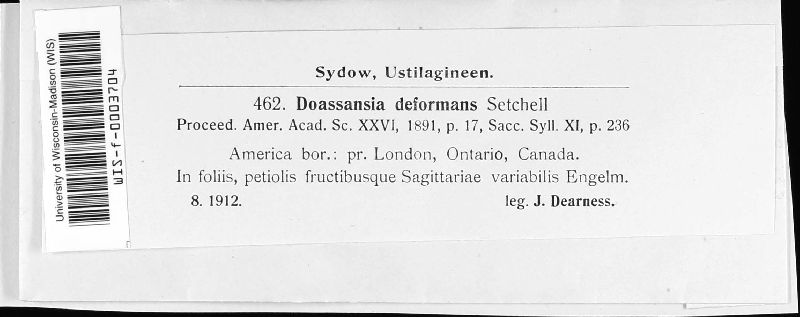 Sydow, Ustilagineen.
462. Doassansia deformans Setchell
Proceed. Amer. Acad. Sc. XXVI, 1891, p. 17, Sacc. Syll. XI, p. 236
America bor.: pr. London, Ontario, Canada.
In foliis, petiolis fructibusque Sagittariae variabilis Engelm.
8. 1912. leg. J. Dearness.
University of Wisconsin-Madison (WIS)
WIS-f-0003704